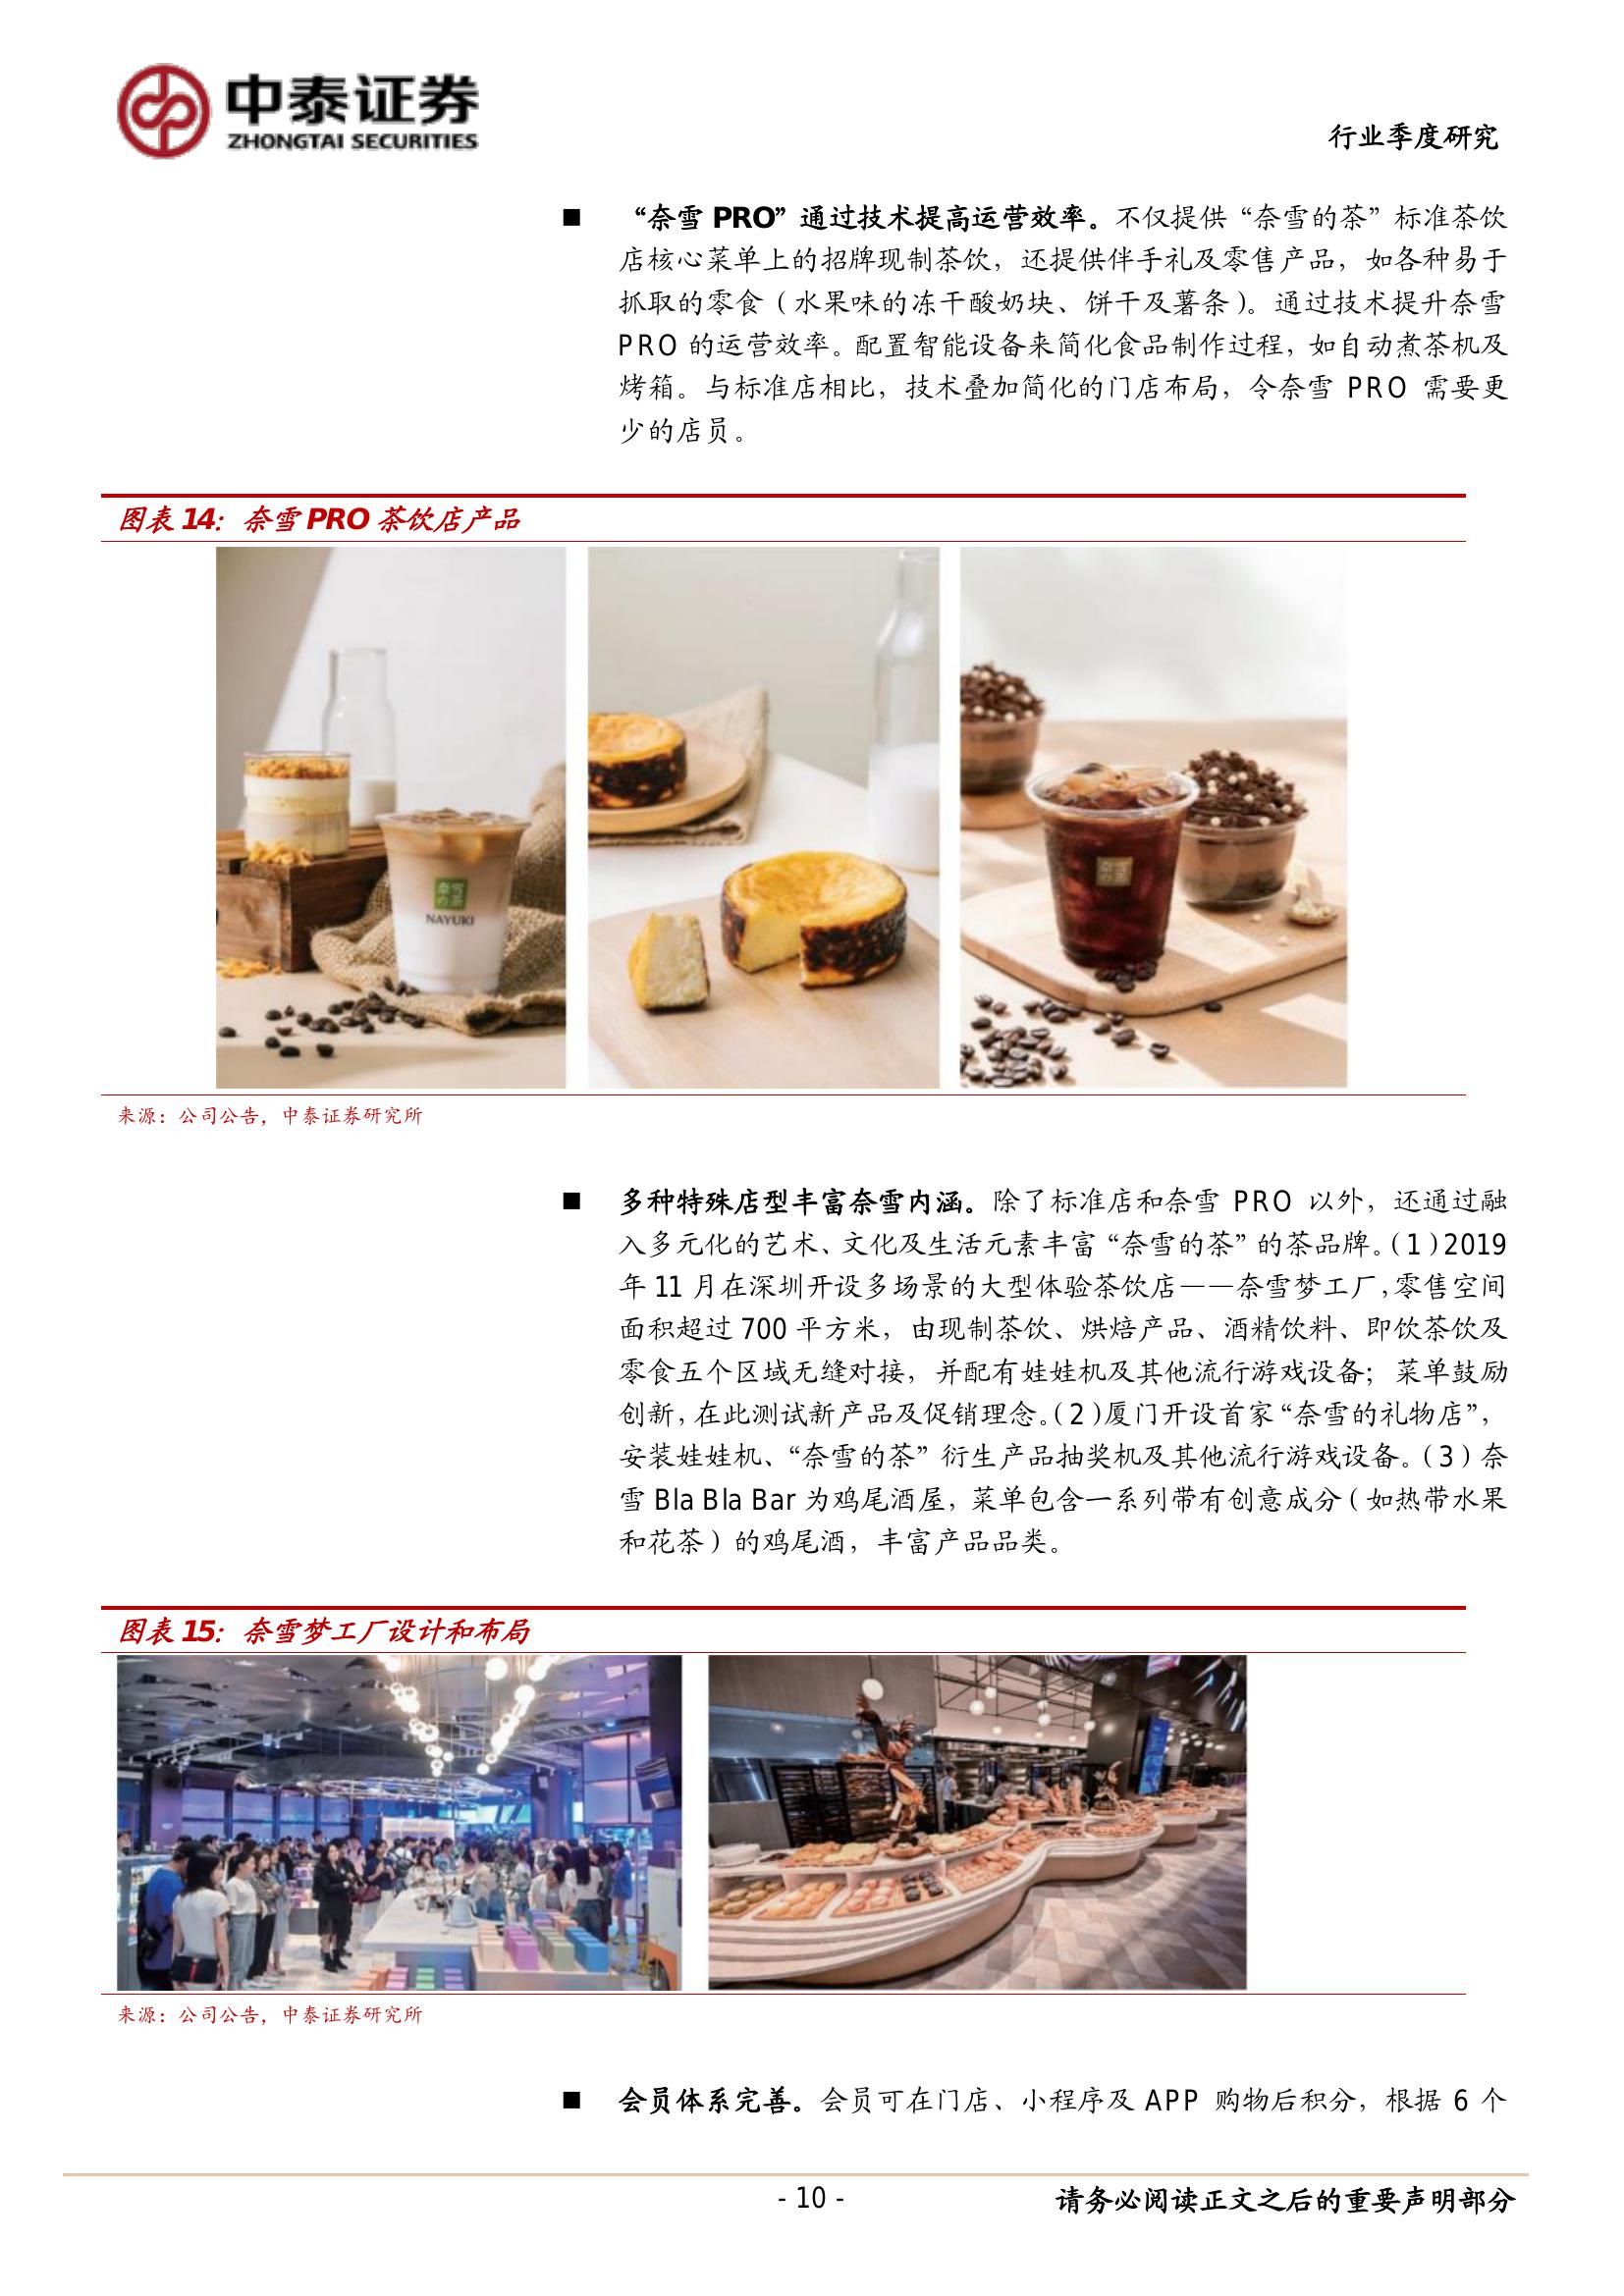 中泰证券
ZHONGTAI SECURITIES
行业季度研究
■ “奈雪 PRO”通过技术提高运营效率。不仅提供“奈雪的茶”标准茶饮
店核心菜单上的招牌现制茶饮，还提供伴手礼及零售产品，如各种易于
抓取的零食（水果味的冻干酸奶块、饼干及薯条）。通过技术提升奈雪
PRO 的运营效率。配置智能设备来简化食品制作过程，如自动煮茶机及
烤箱。与标准店相比，技术叠加简化的门店布局，令奈雪 PRO 需要更
少的店员。
图表 14：奈雪 PRO 茶饮店产品
NAYUKI
来源：公司公告，中泰证券研究所
■ 多种特殊店型丰富奈雪内涵。除了标准店和奈雪 PRO 以外，还通过融
入多元化的艺术、文化及生活元素丰富“奈雪的茶”的茶品牌。（1）2019
年 11 月在深圳开设多场景的大型体验茶饮店——奈雪梦工厂，零售空间
面积超过 700 平方米，由现制茶饮、烘焙产品、酒精饮料、即饮茶饮及
零食五个区域无缝对接，并配有娃娃机及其他流行游戏设备；菜单鼓励
创新，在此测试新产品及促销理念。（2）厦门开设首家“奈雪的礼物店”，
安装娃娃机、“奈雪的茶”衍生产品抽奖机及其他流行游戏设备。（3）奈
雪 Bla Bla Bar 为鸡尾酒屋，菜单包含一系列带有创意成分（如热带水果
和花茶）的鸡尾酒，丰富产品品类。
图表 15：奈雪梦工厂设计和布局
来源：公司公告，中泰证券研究所
■ 会员体系完善。会员可在门店、小程序及 APP 购物后积分，根据 6 个
- 10 -
请务必阅读正文之后的重要声明部分